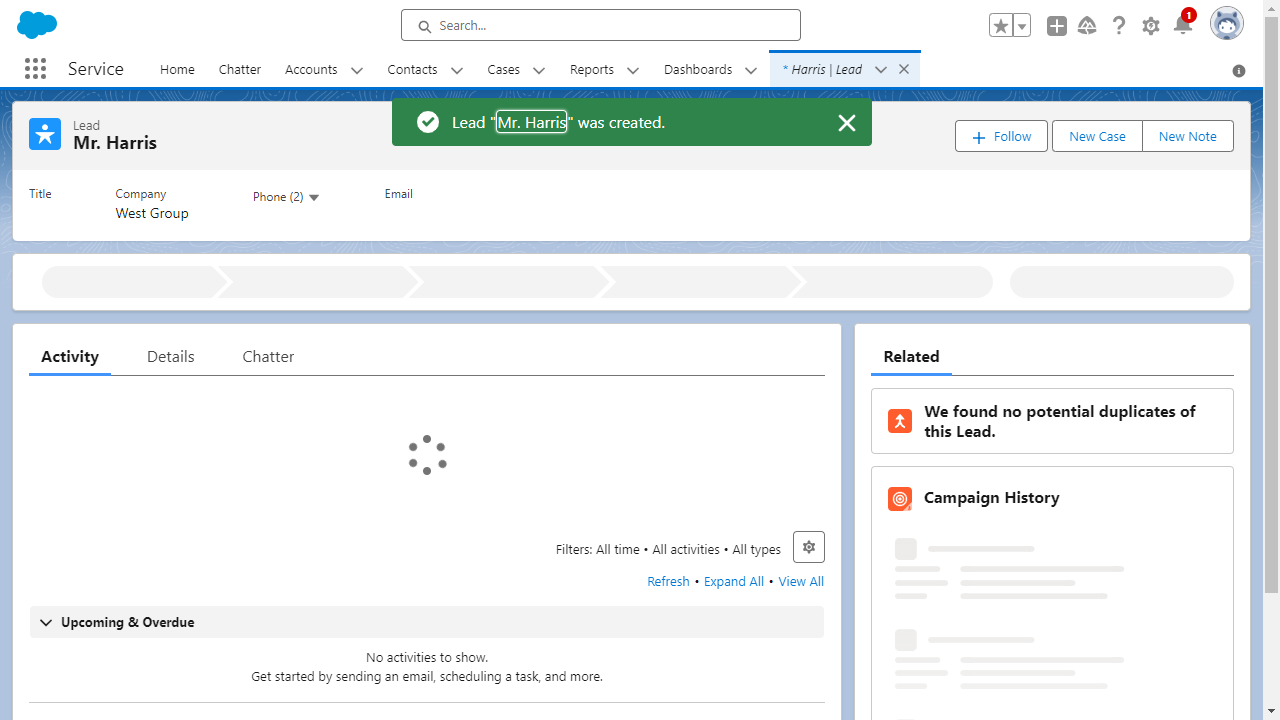 Search...
1
Service
Home
Chatter
Accounts
Contacts
Cases
Reports
Dashboards
* Harris | Lead
Lead "Mr. Harris" was created.
Lead
Mr. Harris
Follow
New Case
New Note
Title
Company
West Group
Phone (2)
Email
Activity
Details
Chatter
Related
We found no potential duplicates of
this Lead.
Campaign History
Filters: All time • All activities • All types
Refresh • Expand All • View All
Upcoming & Overdue
No activities to show.
Get started by sending an email, scheduling a task, and more.